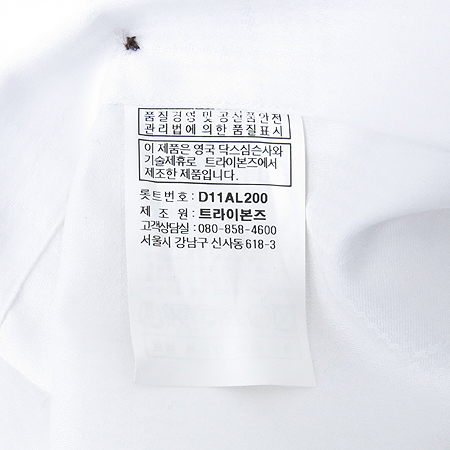 품질경영 및 공산품안전
관리법에 의한 품질표시
이 제품은 영국 닥스심슨사와
기술제휴로 트라이본즈에서
제조한 제품입니다.
롯트번호 : D11AL200
제 조 원 : 트라이본즈
고객상담실 : 080-858-4600
서울시 강남구 신사동 618-3